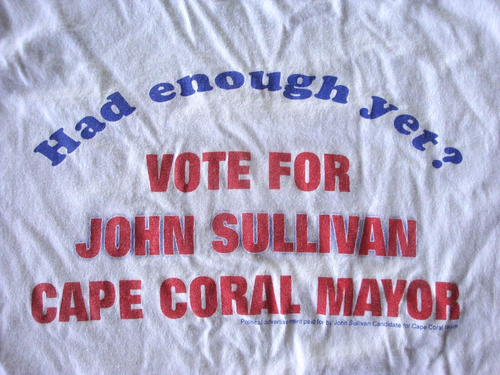 Had enough yet?
VOTE FOR
JOHN SULLIVAN
CAPE CORAL MAYOR
Political advertisement paid for by John Sullivan Candidate for Cape Coral Mayor